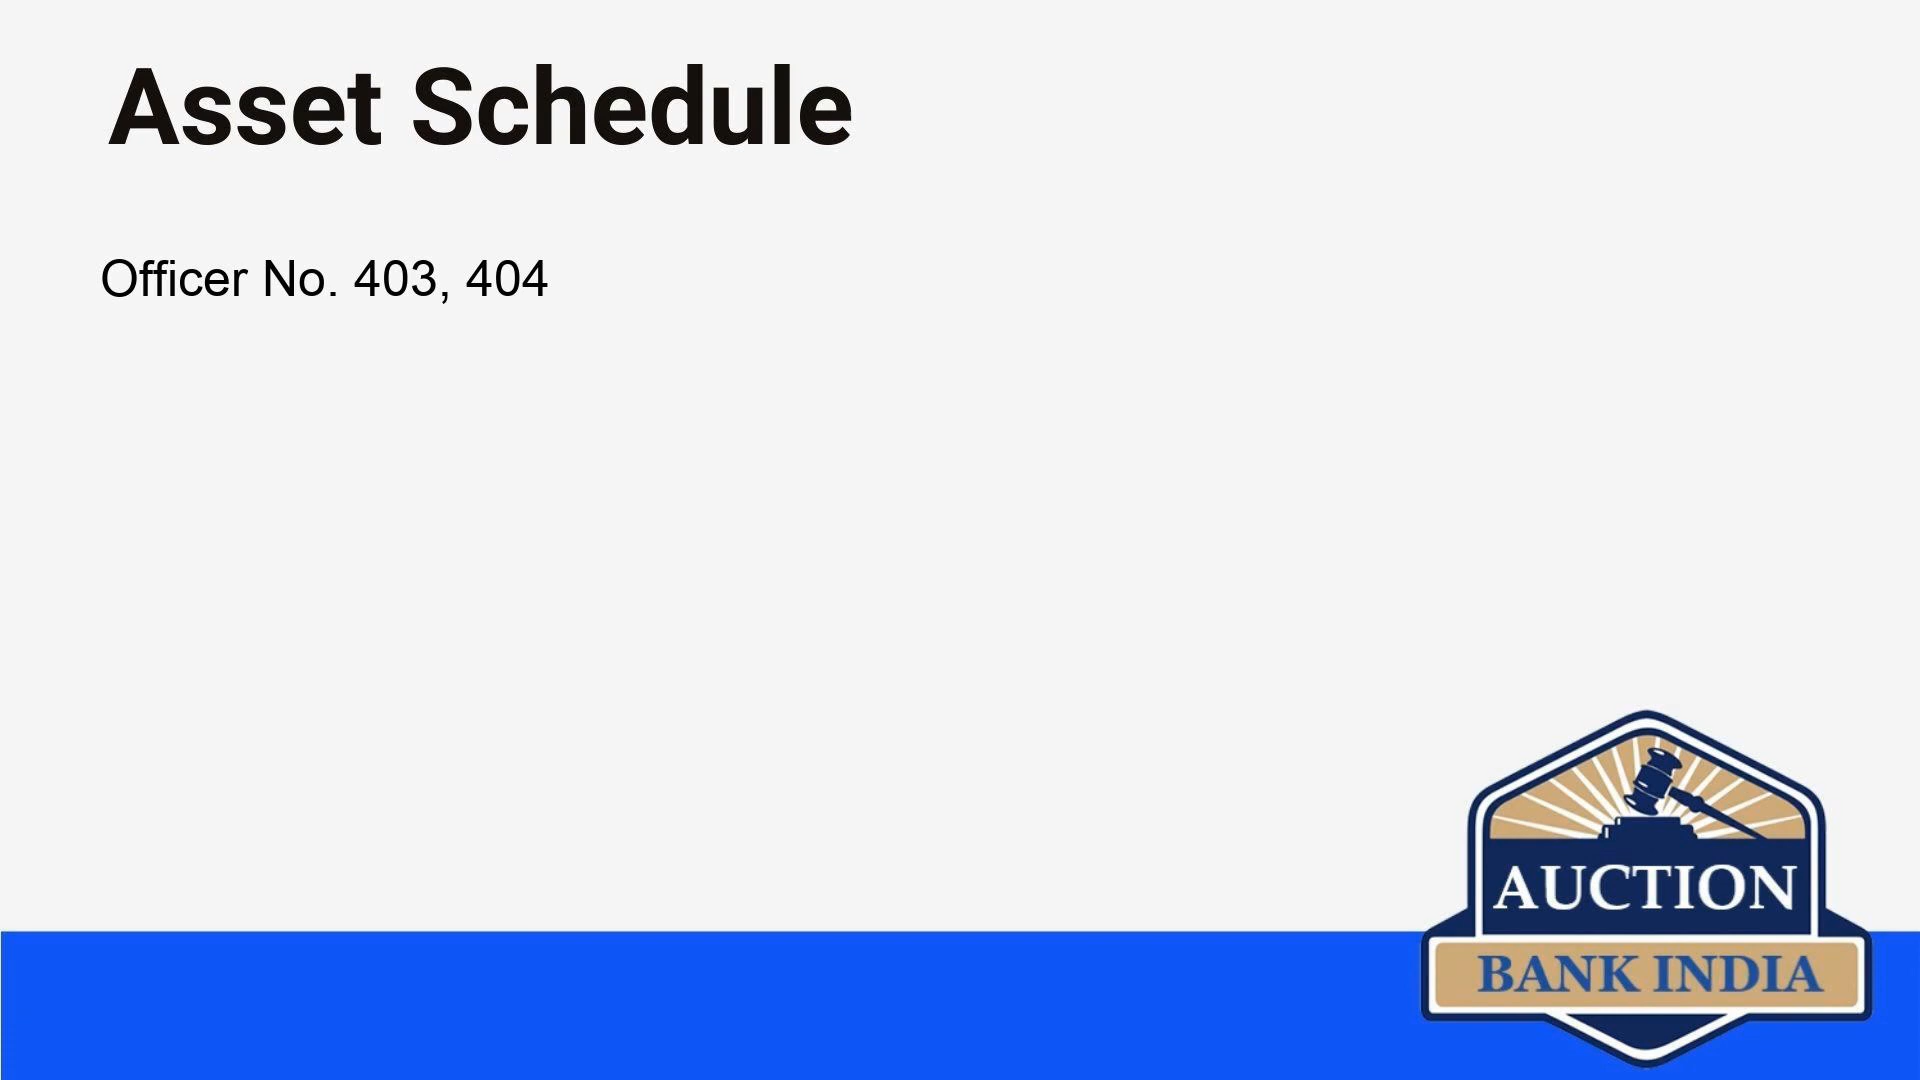 Asset Schedule
Officer No. 403, 404
AUCTION
BANK INDIA